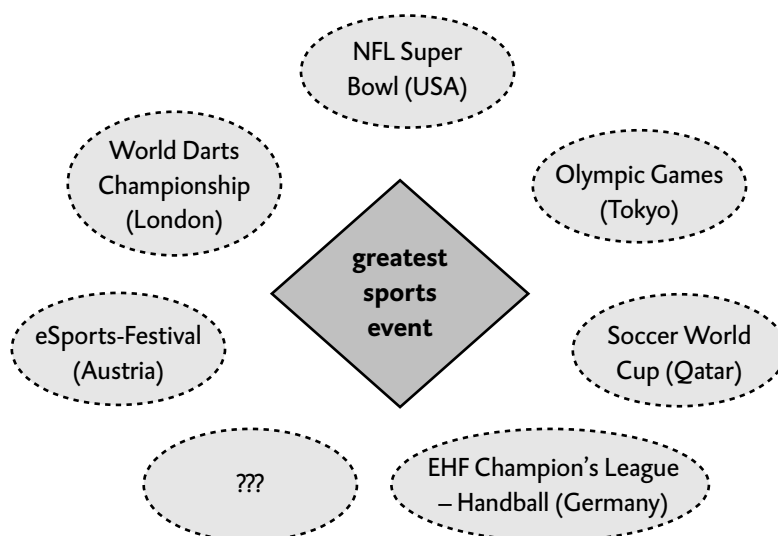 NFL Super
Bowl (USA)
World Darts
Championship
(London)
Olympic Games
(Tokyo)
greatest
sports
event
eSports-Festival
(Austria)
Soccer World
Cup (Qatar)
???
EHF Champion’s League
– Handball (Germany)